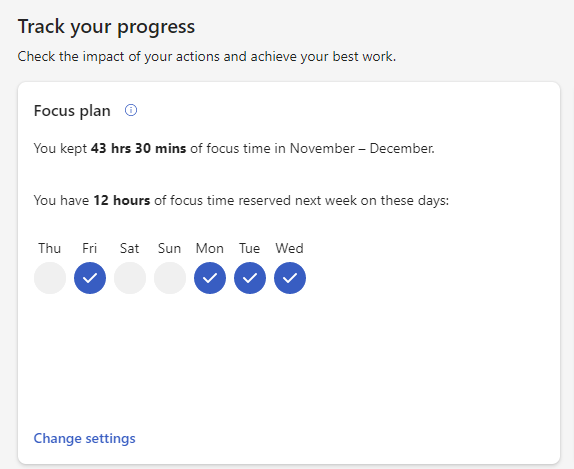 Track your progress
Check the impact of your actions and achieve your best work.
Focus plan
You kept 43 hrs 30 mins of focus time in November – December.
You have 12 hours of focus time reserved next week on these days:
Thu Fri Sat Sun Mon Tue Wed
Change settings